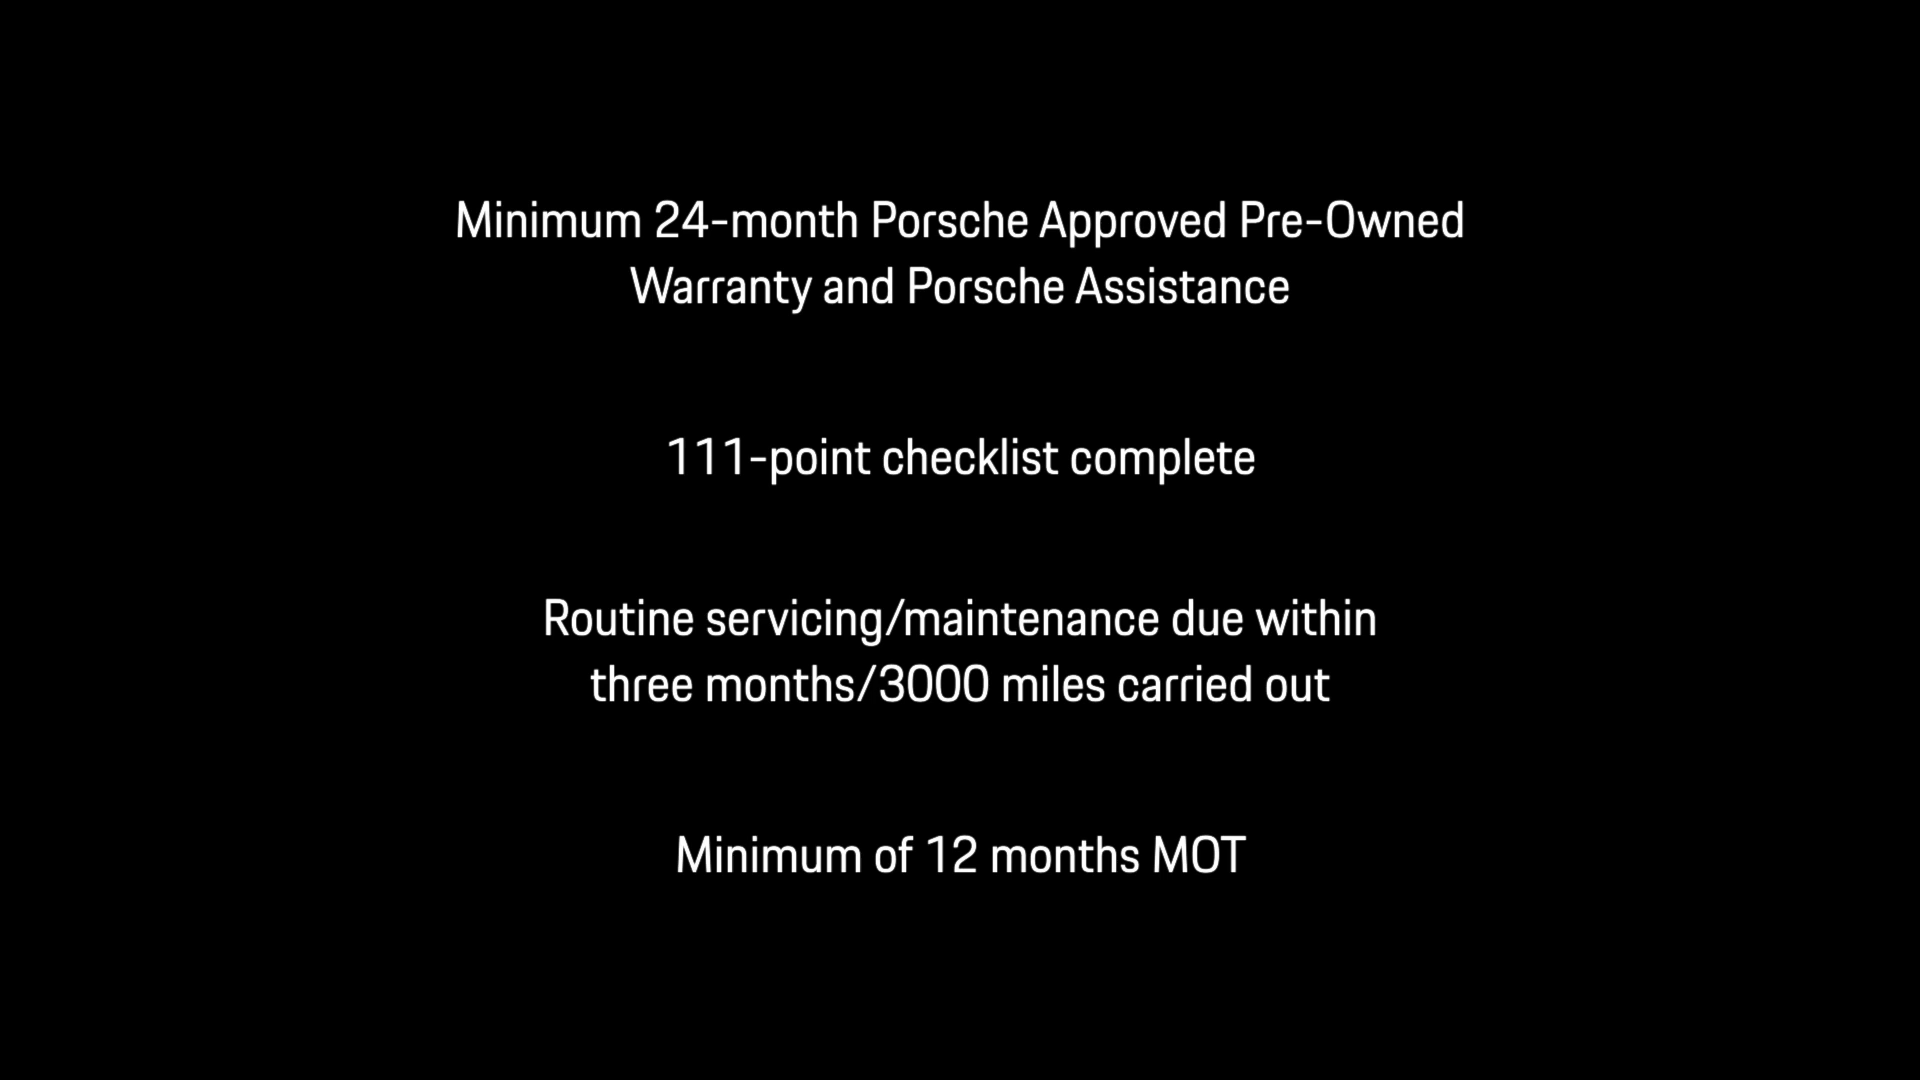 Minimum 24-month Porsche Approved Pre-Owned
Warranty and Porsche Assistance
111-point checklist complete
Routine servicing/maintenance due within
three months/3000 miles carried out
Minimum of 12 months MOT